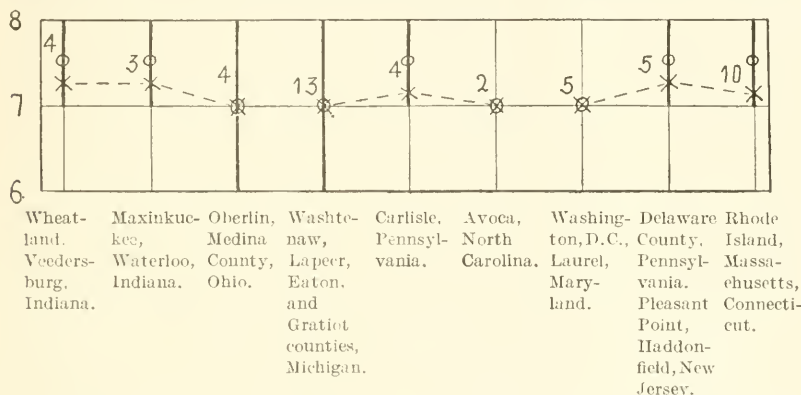 8
4
3
4
13
4
2
5
5
10
7
6
Wheat-
land.
Veeders-
burg,
Indiana.
Maxinkuc-
kee,
Waterloo,
Indiana.
Oberlin,
Medina
County,
Ohio.
Washte-
naw,
Lapeer,
Eaton.
and
Gratiot
counties,
Michigan.
Carlisle,
Pennsyl-
vania.
Avoca,
North
Carolina.
Washing-
ton, D.C.,
Laurel,
Mary-
land.
Delaware
County,
Pennsyl-
vania.
Pleasant
Point,
Haddon-
field, New
Jersey.
Rhode
Island,
Massa-
chusetts,
Connecti-
cut.